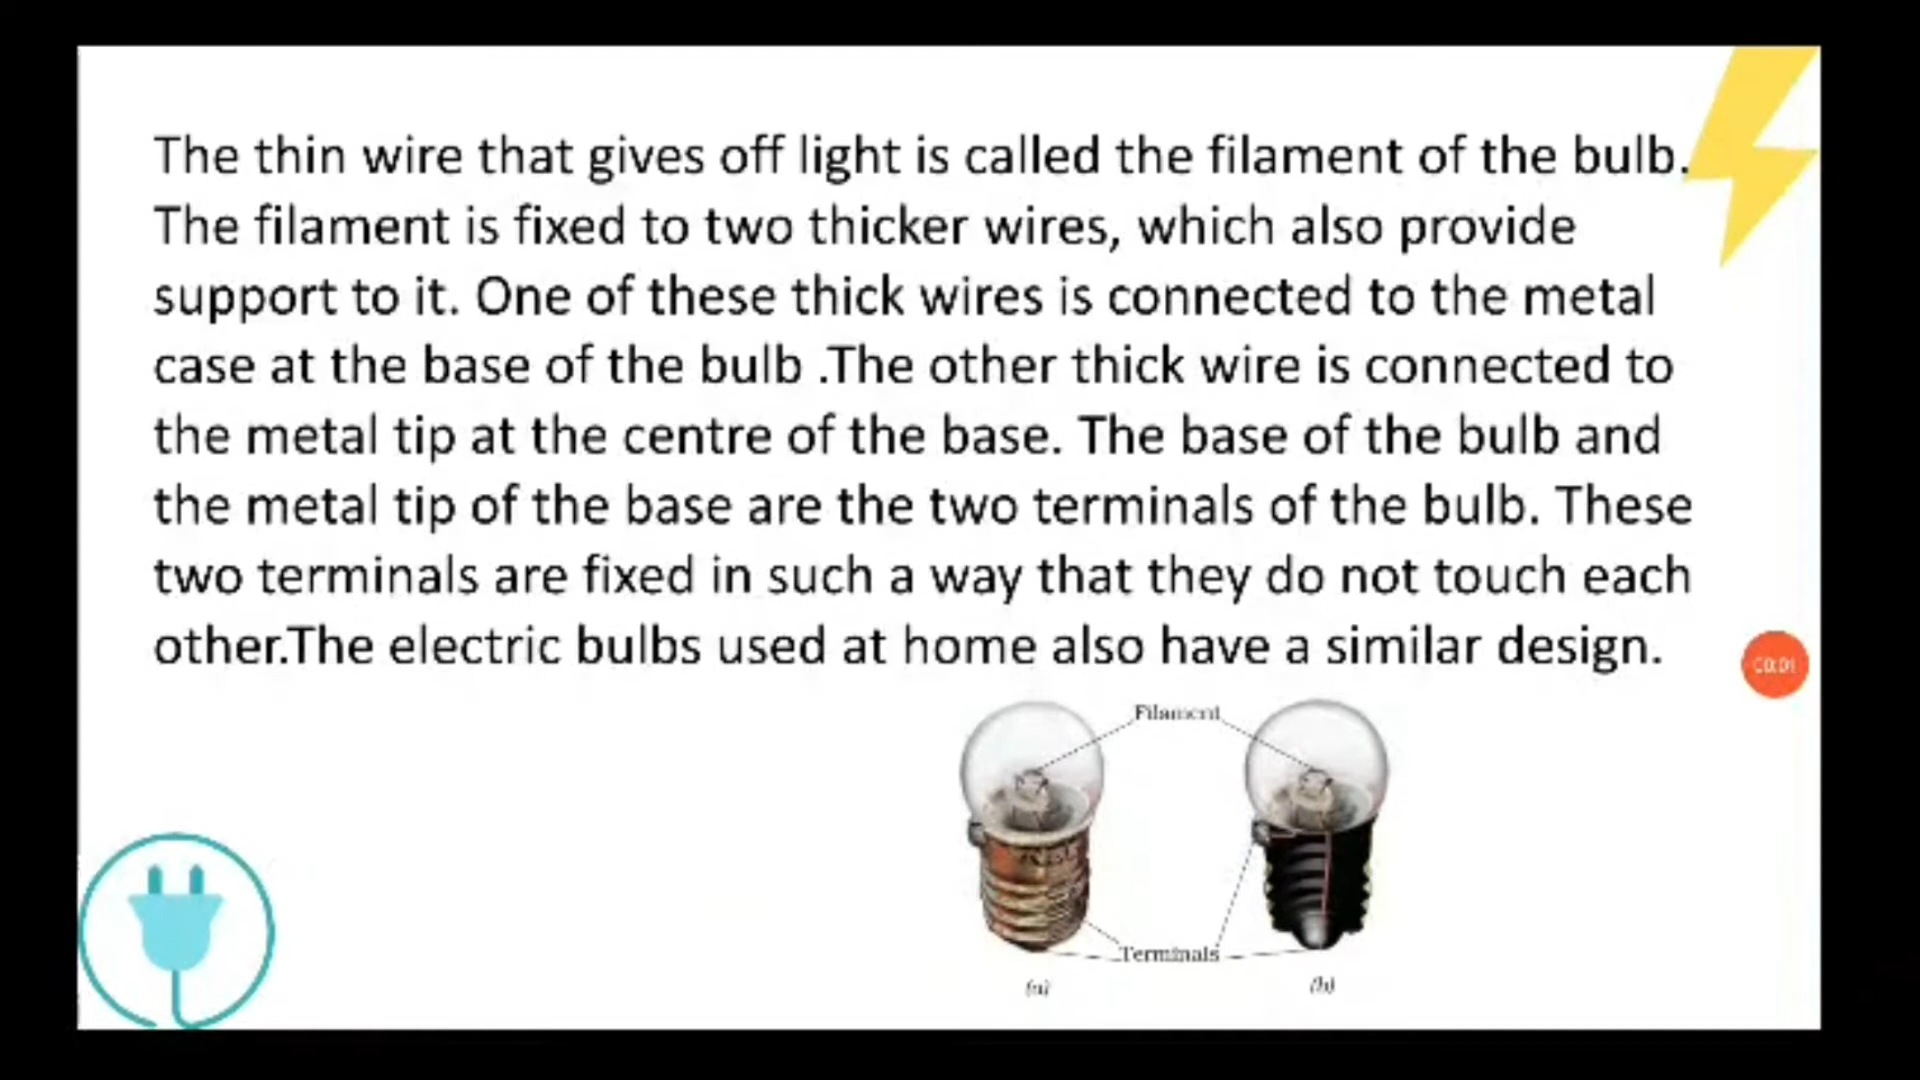 The thin wire that gives off light is called the filament of the bulb.
The filament is fixed to two thicker wires, which also provide
support to it. One of these thick wires is connected to the metal
case at the base of the bulb .The other thick wire is connected to
the metal tip at the centre of the base. The base of the bulb and
the metal tip of the base are the two terminals of the bulb. These
two terminals are fixed in such a way that they do not touch each
other.The electric bulbs used at home also have a similar design.
00:01
Filament
Terminals
(a)
(b)